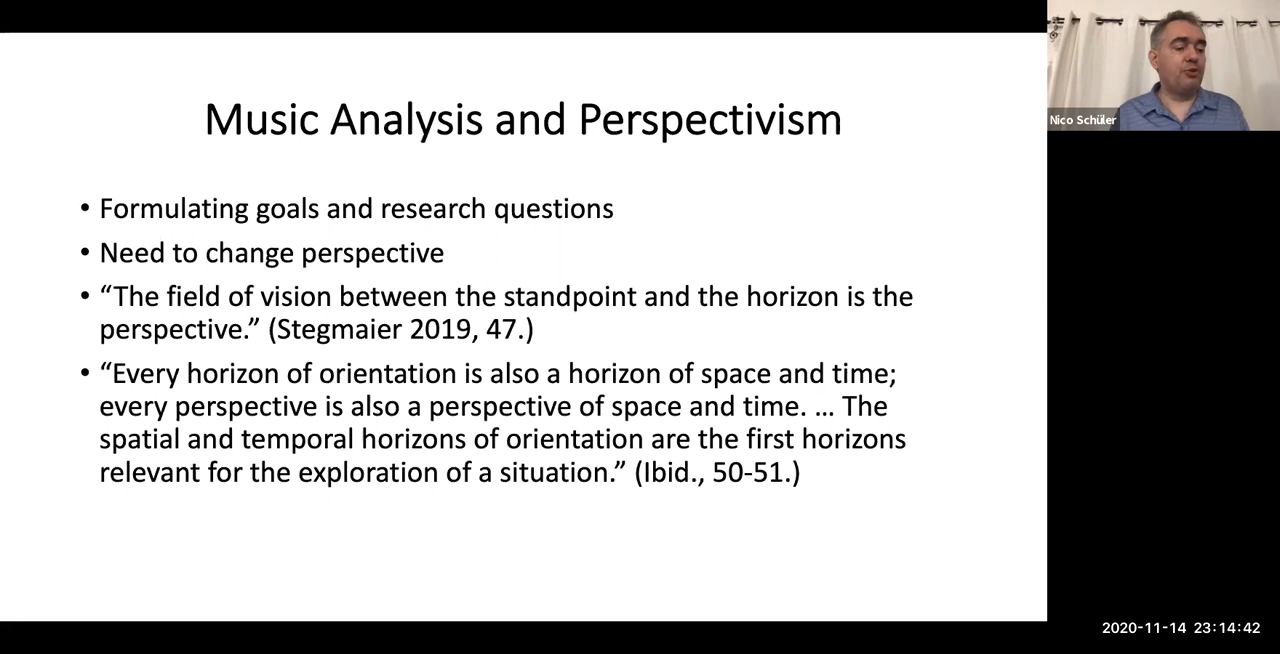 Music Analysis and Perspectivism
• Formulating goals and research questions
• Need to change perspective
• “The field of vision between the standpoint and the horizon is the
perspective.” (Stegmaier 2019, 47.)
• “Every horizon of orientation is also a horizon of space and time;
every perspective is also a perspective of space and time. … The
spatial and temporal horizons of orientation are the first horizons
relevant for the exploration of a situation.” (Ibid., 50-51.)
Nico Schüler
2020-11-14 23:14:42